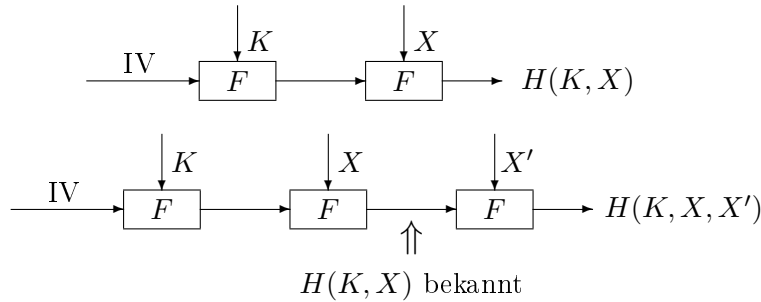 K X
IV F F H(K, X)
K X X′
IV F F F H(K, X, X′)
⇑
H(K, X) bekannt